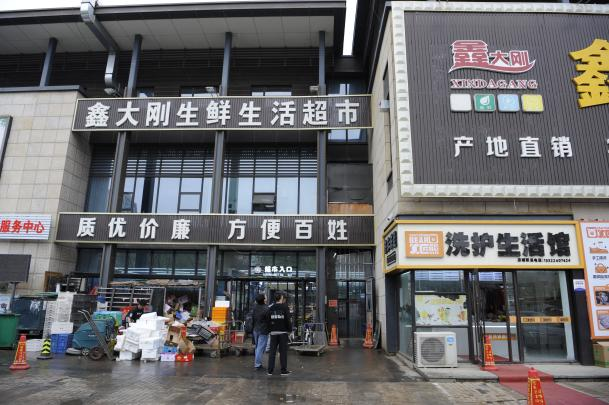 鑫大刚生鲜生活超市
质优价廉 方便百姓
超市入口
服务中心
鑫大刚
XINDAGANG
鑫
产地直销
洗护生活馆